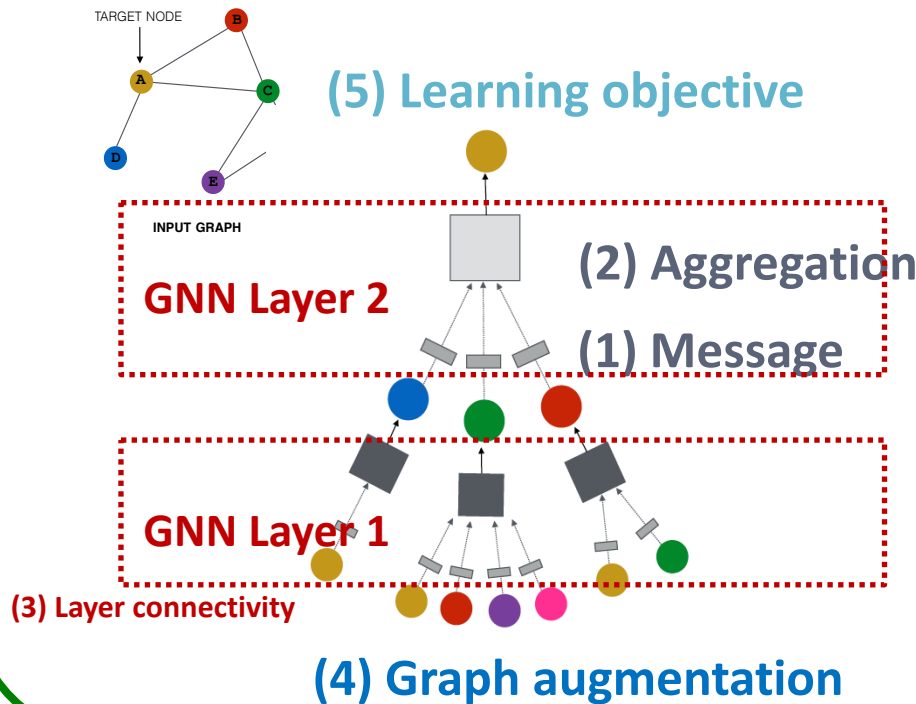 TARGET NODE
B
A
C
D
E
(5) Learning objective
INPUT GRAPH
(2) Aggregation
GNN Layer 2
(1) Message
GNN Layer 1
(3) Layer connectivity
(4) Graph augmentation